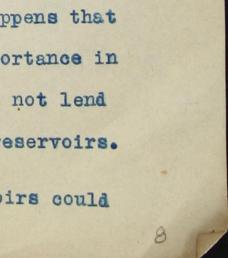 ppens that
ortance in
not lend
eservoirs.
irs could
8